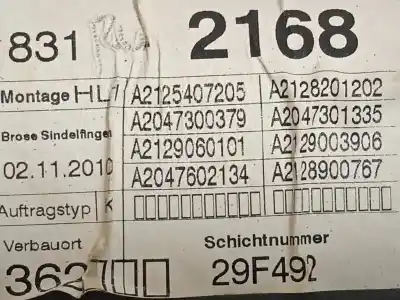 831 2168
Montage HL/ A2125407205 A2128201202
A2047300379 A2047301335
Brose Sindelfingen A2129060101 A2129003906
02.11.2010 A2047602134 A2128900767
Auftragstyp K
Verbauort Schichtnummer
3627 29F492